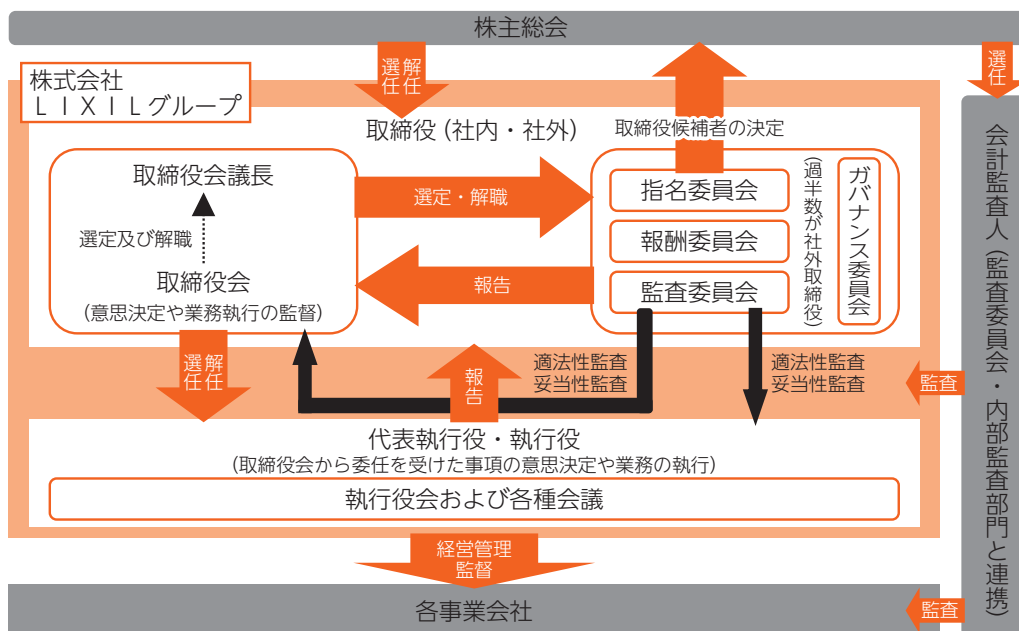 株主総会
選任
解任
選任
株式会社
ＬＩＸＩＬグループ
取締役（社内・社外）
取締役候補者の決定
取締役会議長
選定及び解職
取締役会
（意思決定や業務執行の監督）
選定・解職
報告
指名委員会
報酬委員会
監査委員会
（過半数が社外取締役）
ガバナンス委員会
選任
解任
報告
適法性監査
妥当性監査
適法性監査
妥当性監査
監査
代表執行役・執行役
（取締役会から委任を受けた事項の意思決定や業務の執行）
執行役会および各種会議
経営管理
監督
各事業会社
監査
会計監査人（監査委員会・内部監査部門と連携）